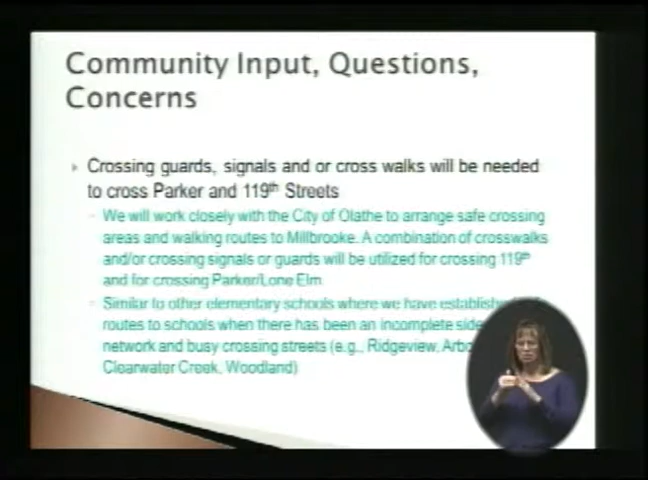 Community Input, Questions,
Concerns
Crossing guards, signals and or cross walks will be needed
to cross Parker and 119th Streets
We will work closely with the City of Olathe to arrange safe crossing
areas and walking routes to Millbrooke. A combination of crosswalks
and/or crossing signals or guards will be utilized for crossing 119th
and for crossing Parker/Lone Elm
Similar to other elementary schools where we have
routes to schools when there has been an incomplete
network and busy crossing streets (e.g., Ridgeview,
Clearwater Creek, Woodland)